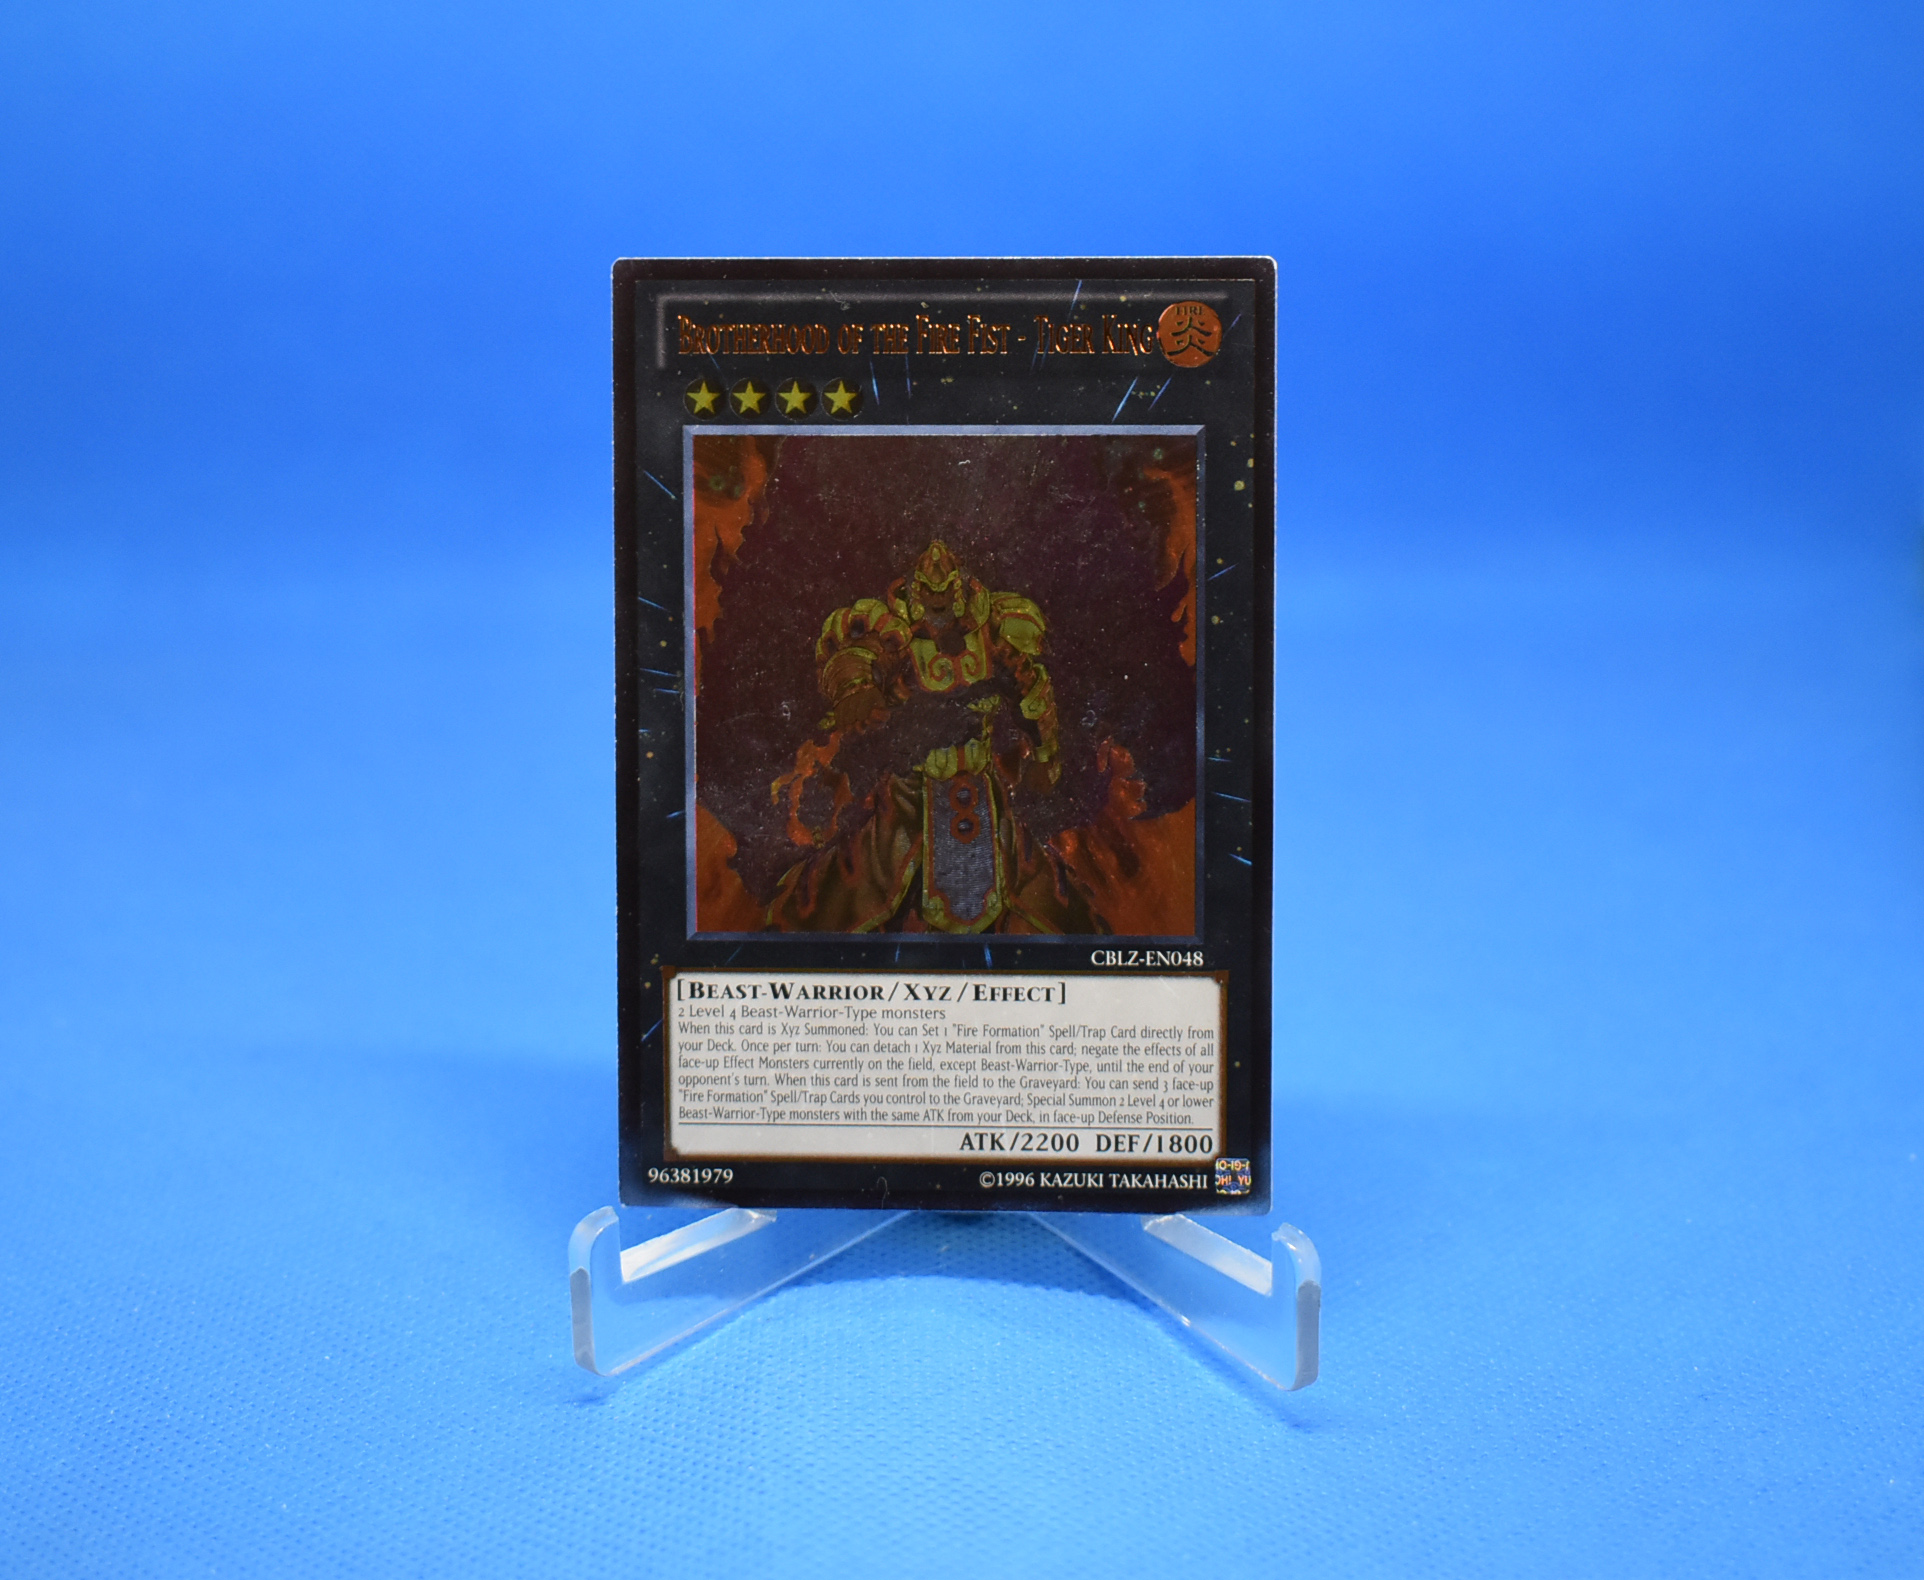 BROTHERHOOD OF THE FIRE FIST - TIGER KING
FIRE
炎
CBLZ-EN048
[BEAST-WARRIOR/XYZ/EFFECT]
2 Level 4 Beast-Warrior-Type monsters
When this card is Xyz Summoned: You can Set 1 "Fire Formation" Spell/Trap Card directly from
your Deck. Once per turn: You can detach 1 Xyz Material from this card; negate the effects of all
face-up Effect Monsters currently on the field, except Beast-Warrior-Type, until the end of your
opponent's turn. When this card is sent from the field to the Graveyard: You can send 3 face-up
"Fire Formation" Spell/Trap Cards you control to the Graveyard; Special Summon 2 Level 4 or lower
Beast-Warrior-Type monsters with the same ATK from your Deck, in face-up Defense Position.
ATK/2200 DEF/1800
96381979
©1996 KAZUKI TAKAHASHI